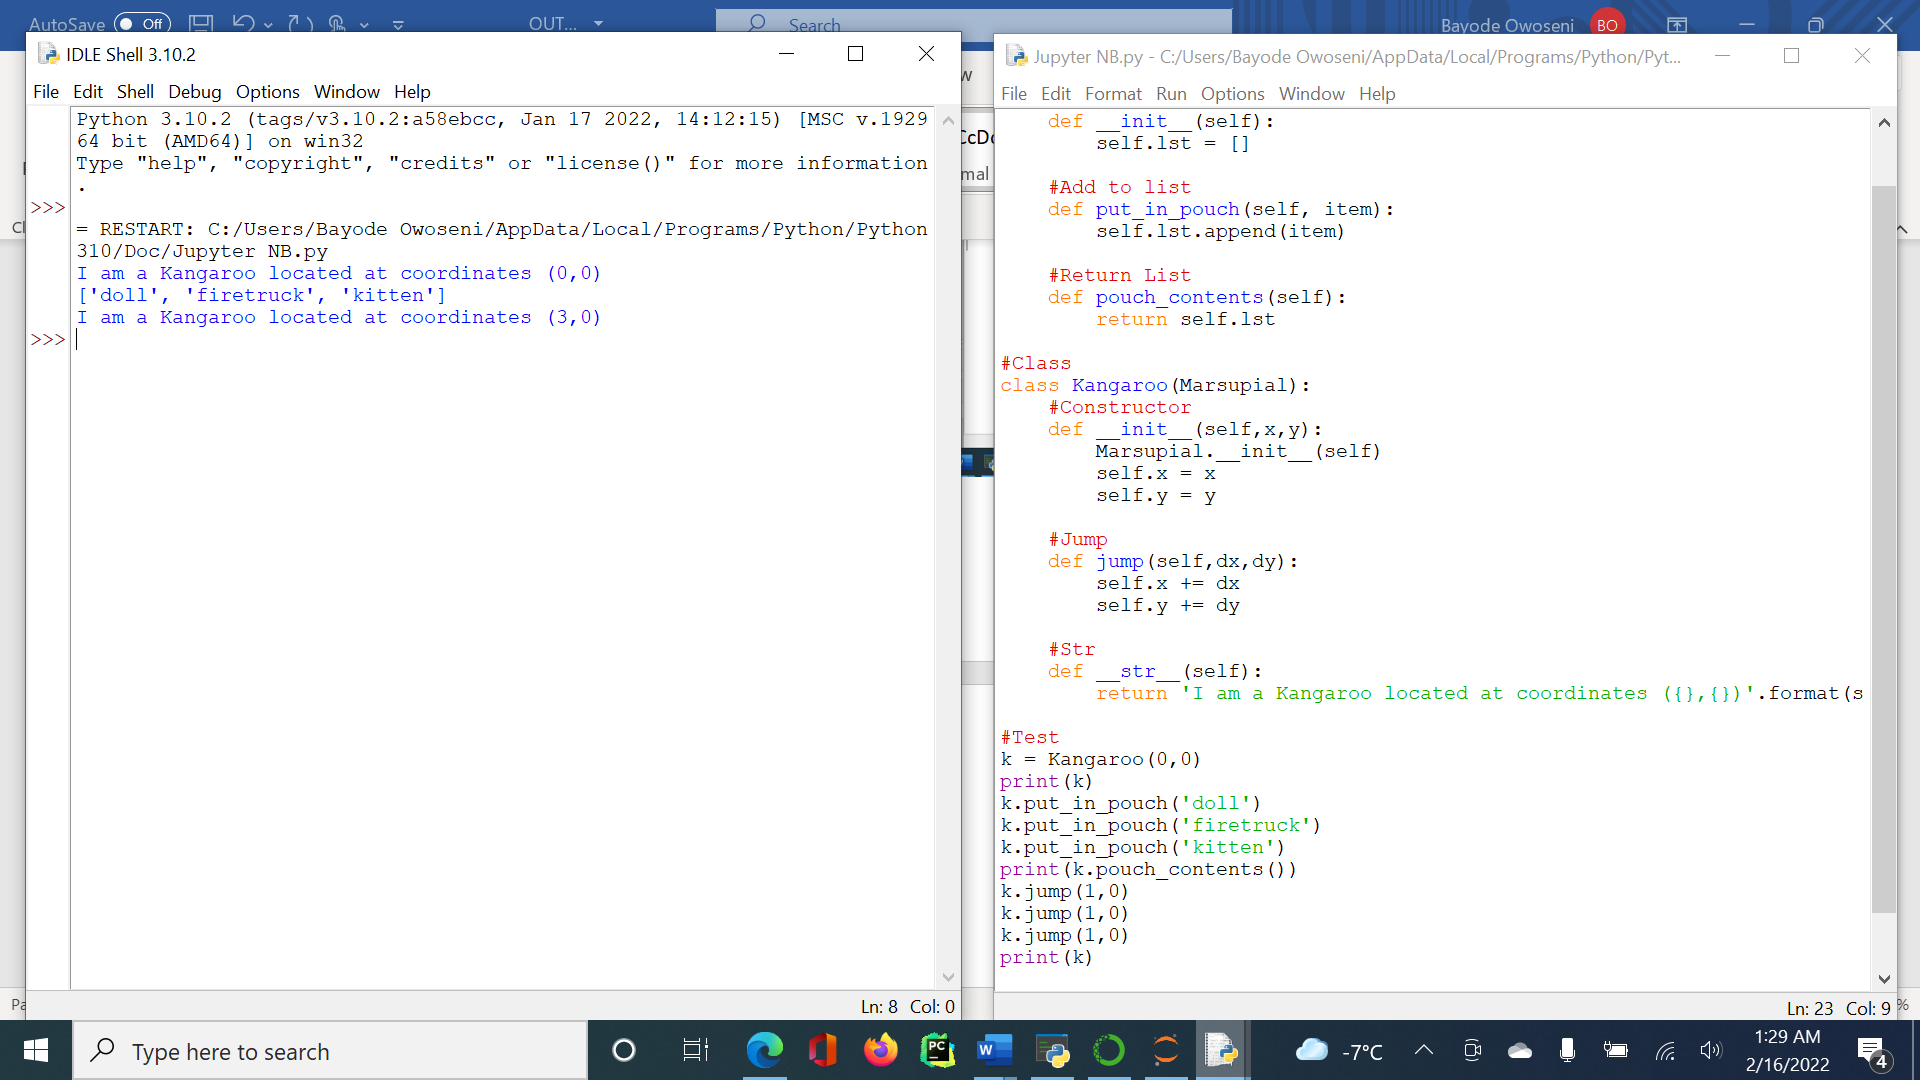 AutoSave Off OUT... Search Bayode Owoseni BO
IDLE Shell 3.10.2
File Edit Shell Debug Options Window Help
Python 3.10.2 (tags/v3.10.2:a58ebcc, Jan 17 2022, 14:12:15) [MSC v.1929
64 bit (AMD64)] on win32
Type "help", "copyright", "credits" or "license()" for more information
.
>>>
= RESTART: C:/Users/Bayode Owoseni/AppData/Local/Programs/Python/Python
310/Doc/Jupyter NB.py
I am a Kangaroo located at coordinates (0,0)
['doll', 'firetruck', 'kitten']
I am a Kangaroo located at coordinates (3,0)
>>>
Ln: 8 Col: 0
Jupyter NB.py - C:/Users/Bayode Owoseni/AppData/Local/Programs/Python/Pyt...
File Edit Format Run Options Window Help
def __init__(self):
self.lst = []
#Add to list
def put_in_pouch(self, item):
self.lst.append(item)
#Return List
def pouch_contents(self):
return self.lst
#Class
class Kangaroo(Marsupial):
#Constructor
def __init__(self,x,y):
Marsupial.__init__(self)
self.x = x
self.y = y
#Jump
def jump(self,dx,dy):
self.x += dx
self.y += dy
#Str
def __str__(self):
return 'I am a Kangaroo located at coordinates ({},{})'.format(s
#Test
k = Kangaroo(0,0)
print(k)
k.put_in_pouch('doll')
k.put_in_pouch('firetruck')
k.put_in_pouch('kitten')
print(k.pouch_contents())
k.jump(1,0)
k.jump(1,0)
k.jump(1,0)
print(k)
Ln: 23 Col: 9
Type here to search
-7°C
1:29 AM
2/16/2022
4